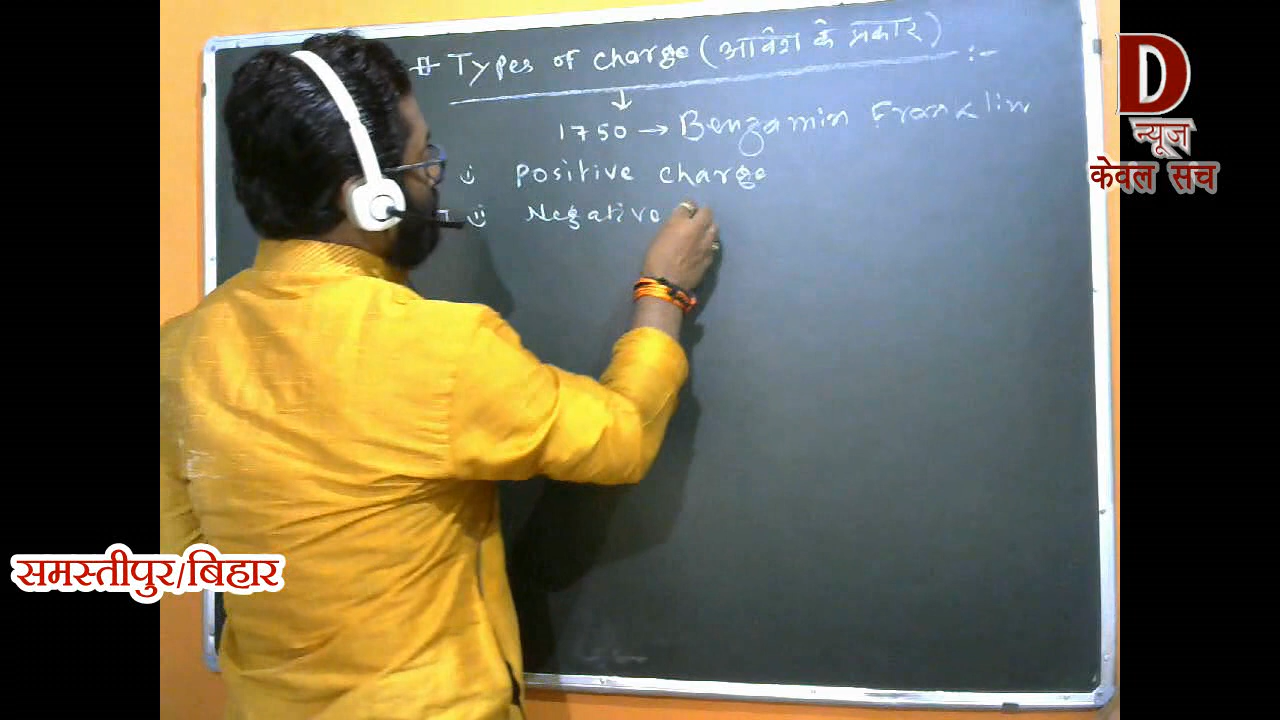 # Types of charge (आवेश के प्रकार) :-
1750 → Benzamin Franklin
i) Positive charge
ii) Negative
D
न्यूज
केवल सच
समस्तीपुर/बिहार